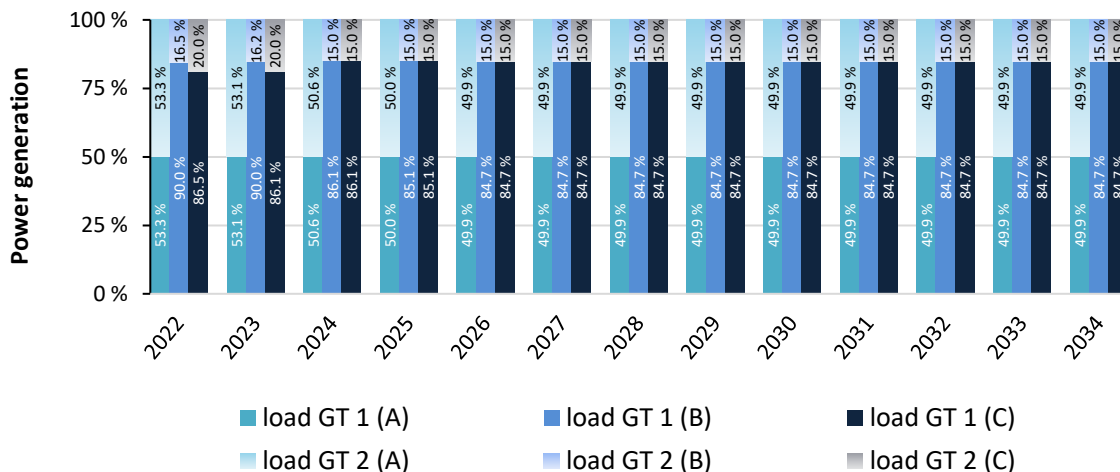 Power generation
100 %
75 %
50 %
25 %
0 %
53.3 % 16.5 % 20.0 %
53.3 % 90.0 % 86.5 %
53.1 % 16.2 % 20.0 %
53.1 % 90.0 % 86.1 %
50.6 % 15.0 % 15.0 %
50.6 % 86.1 % 86.1 %
50.0 % 15.0 % 15.0 %
50.0 % 85.1 % 85.1 %
49.9 % 15.0 % 15.0 %
49.9 % 84.7 % 84.7 %
49.9 % 15.0 % 15.0 %
49.9 % 84.7 % 84.7 %
49.9 % 15.0 % 15.0 %
49.9 % 84.7 % 84.7 %
49.9 % 15.0 % 15.0 %
49.9 % 84.7 % 84.7 %
49.9 % 15.0 % 15.0 %
49.9 % 84.7 % 84.7 %
49.9 % 15.0 % 15.0 %
49.9 % 84.7 % 84.7 %
49.9 % 15.0 % 15.0 %
49.9 % 84.7 % 84.7 %
49.9 % 15.0 % 15.0 %
49.9 % 84.7 % 84.7 %
49.9 % 15.0 % 15.0 %
49.9 % 84.7 % 84.7 %
2022 2023 2024 2025 2026 2027 2028 2029 2030 2031 2032 2033 2034
load GT 1 (A) load GT 1 (B) load GT 1 (C)
load GT 2 (A) load GT 2 (B) load GT 2 (C)